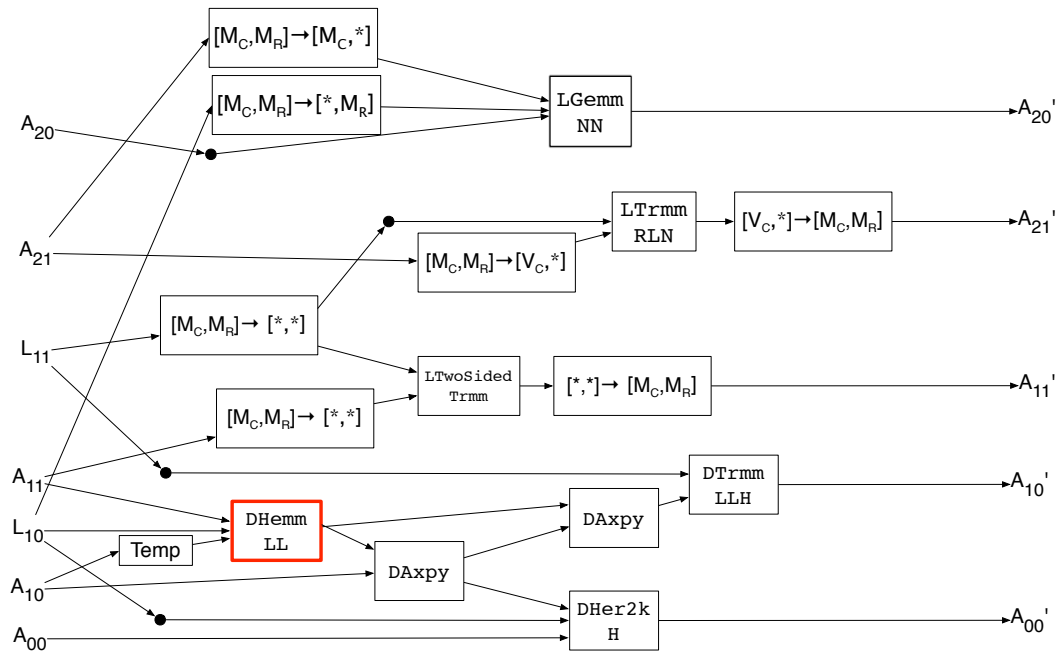 [M_C,M_R]→[M_C,*]
[M_C,M_R]→[*,M_R]
A_20
LGemm
NN
A_20'
A_21
[M_C,M_R]→[V_C,*]
LTrmm
RLN
[V_C,*]→[M_C,M_R]
A_21'
L_11
[M_C,M_R]→ [*,*]
[M_C,M_R]→ [*,*]
LTwoSided
Trmm
[*,*]→ [M_C,M_R]
A_11'
A_11
L_10
DHemm
LL
Temp
A_10
DAxpy
DAxpy
DTrmm
LLH
A_10'
A_00
DHer2k
H
A_00'